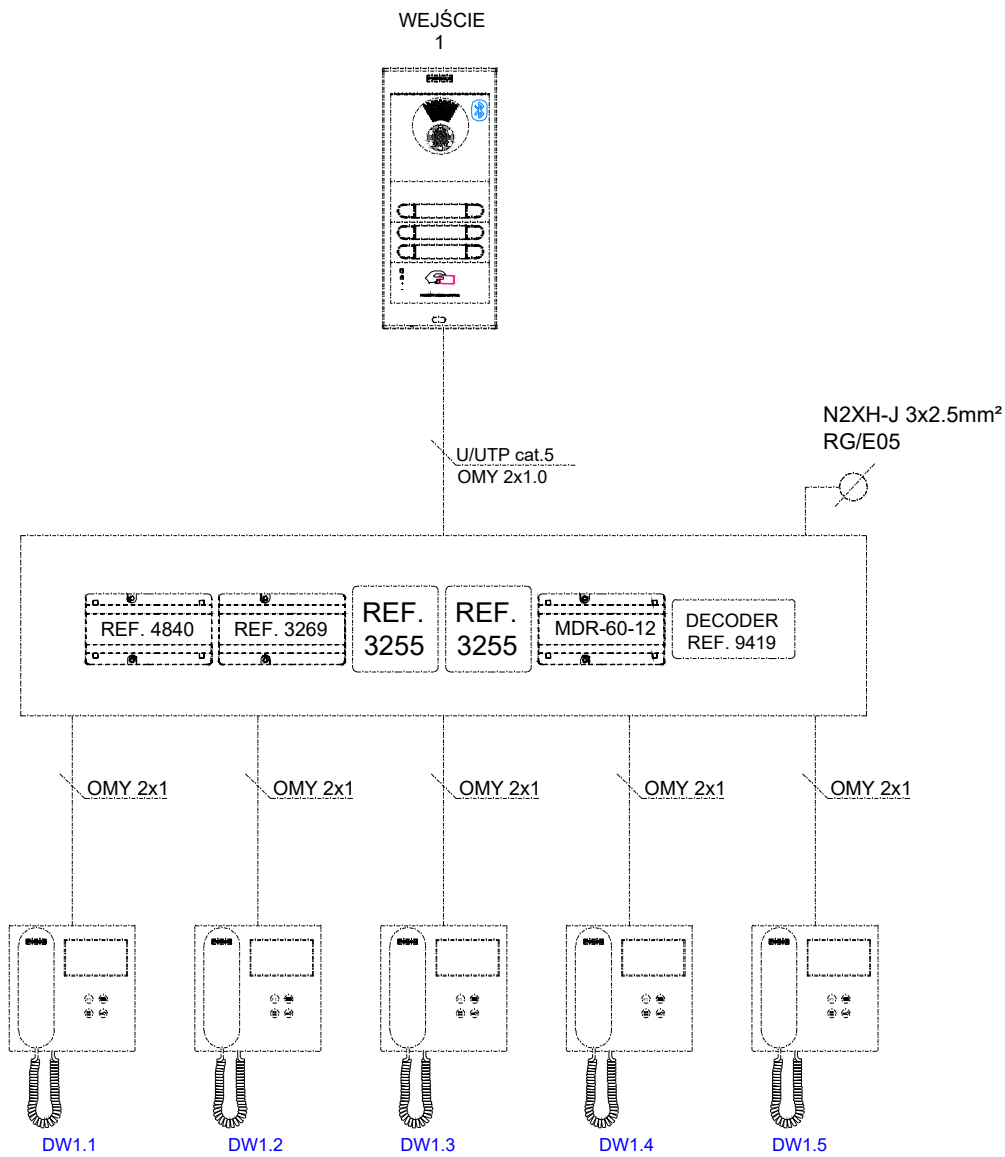 WEJŚCIE
1
U/UTP cat.5
OMY 2x1.0
N2XH-J 3x2.5mm²
RG/E05
REF. 4840
REF. 3269
REF.
3255
REF.
3255
MDR-60-12
DECODER
REF. 9419
OMY 2x1
OMY 2x1
OMY 2x1
OMY 2x1
OMY 2x1
DW1.1
DW1.2
DW1.3
DW1.4
DW1.5